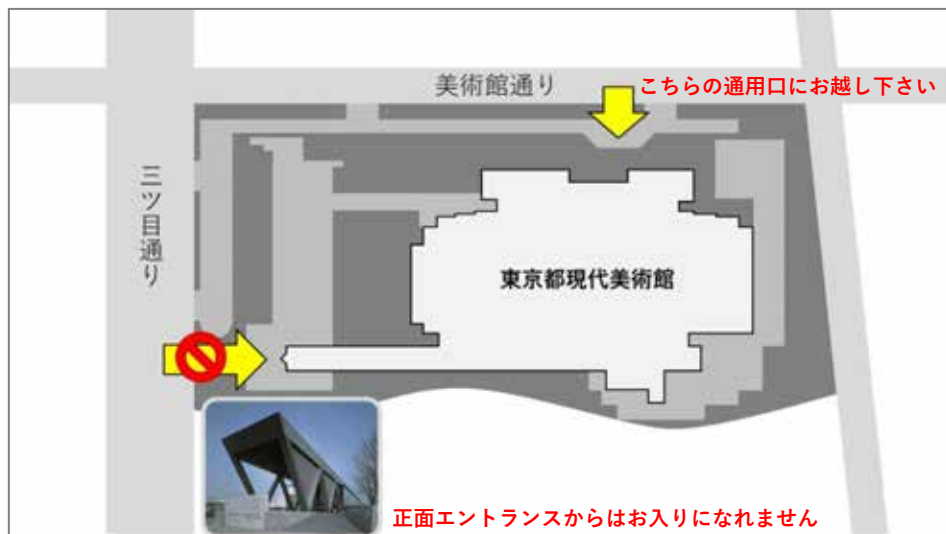 美術館通り
こちらの通用口にお越し下さい
三ツ目通り
東京都現代美術館
正面エントランスからはお入りになれません